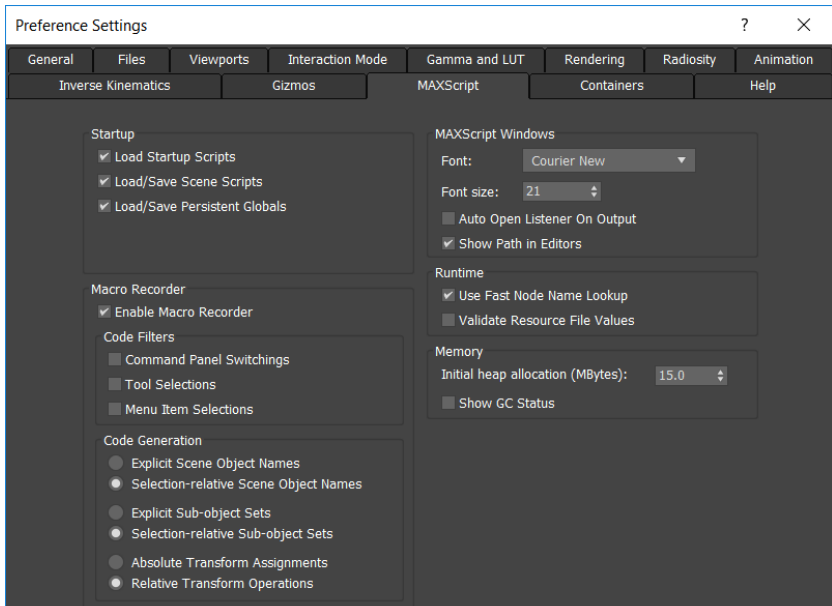 Preference Settings ? ×
General Files Viewports Interaction Mode Gamma and LUT Rendering Radiosity Animation
Inverse Kinematics Gizmos MAXScript Containers Help
Startup
Load Startup Scripts
Load/Save Scene Scripts
Load/Save Persistent Globals
Macro Recorder
Enable Macro Recorder
Code Filters
Command Panel Switchings
Tool Selections
Menu Item Selections
Code Generation
Explicit Scene Object Names
Selection-relative Scene Object Names
Explicit Sub-object Sets
Selection-relative Sub-object Sets
Absolute Transform Assignments
Relative Transform Operations
MAXScript Windows
Font: Courier New
Font size: 21
Auto Open Listener On Output
Show Path in Editors
Runtime
Use Fast Node Name Lookup
Validate Resource File Values
Memory
Initial heap allocation (MBytes): 15.0
Show GC Status